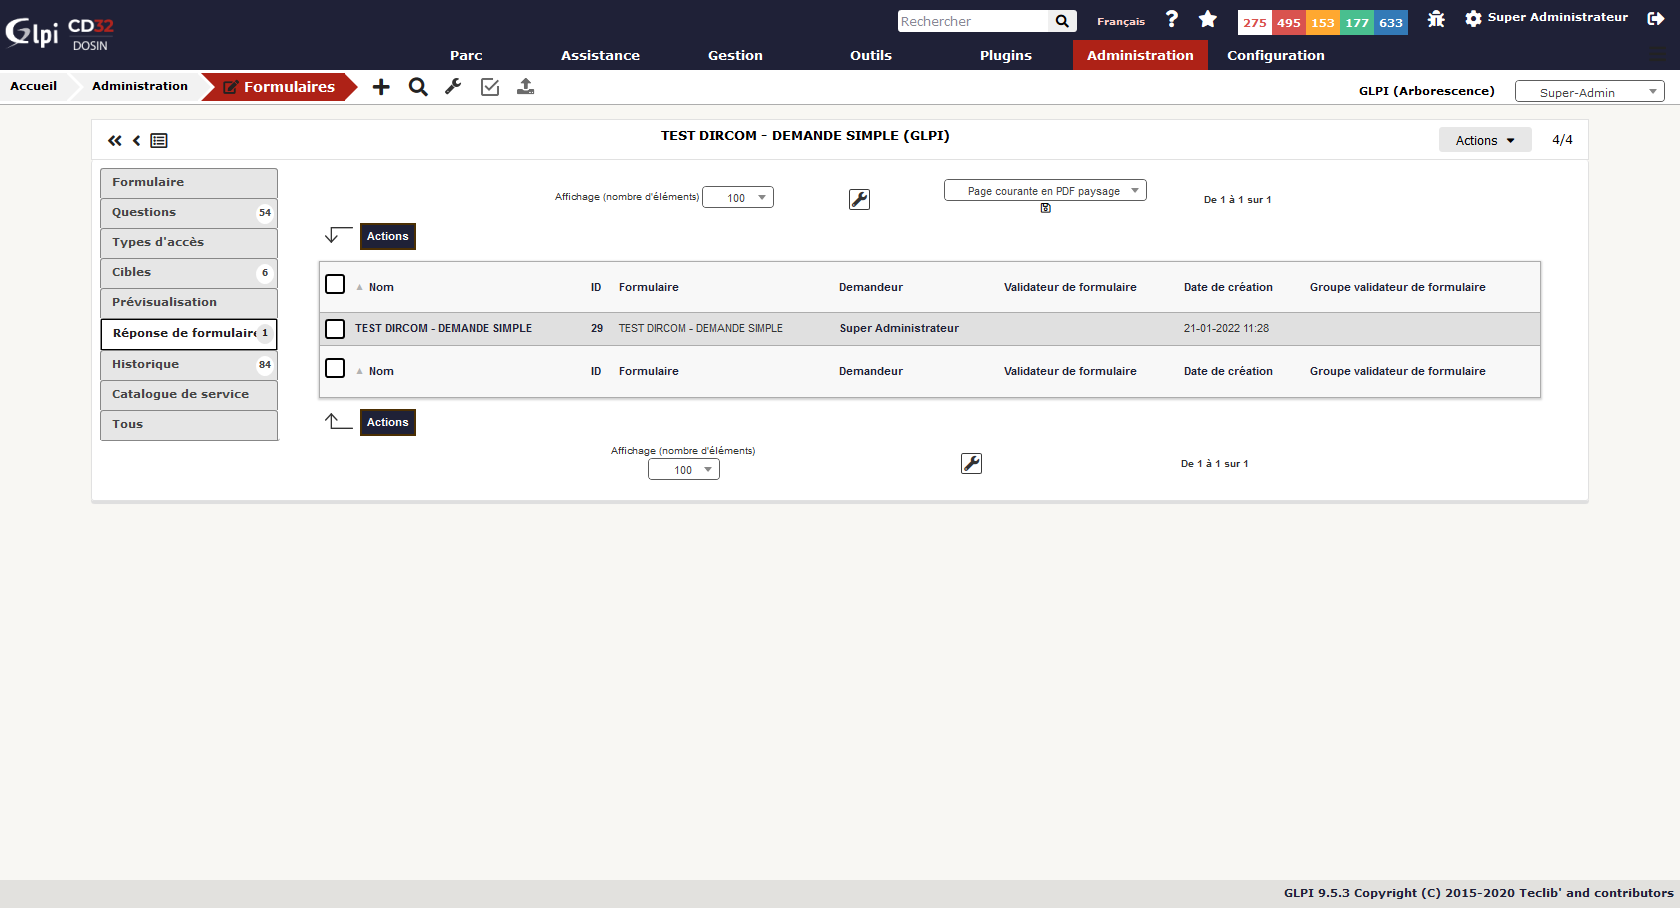 Glpi CD32
DOSIN
Rechercher
Français
?
275 495 153 177 633
Super Administrateur
Parc Assistance Gestion Outils Plugins Administration Configuration
Accueil Administration Formulaires
GLPI (Arborescence) Super-Admin
TEST DIRCOM - DEMANDE SIMPLE (GLPI)
Actions 4/4
Formulaire
Questions 54
Types d'accès
Cibles 6
Prévisualisation
Réponse de formulaire 1
Historique 84
Catalogue de service
Tous
Affichage (nombre d'éléments) 100 Page courante en PDF paysage De 1 à 1 sur 1
Actions
Nom ID Formulaire Demandeur Validateur de formulaire Date de création Groupe validateur de formulaire
TEST DIRCOM - DEMANDE SIMPLE 29 TEST DIRCOM - DEMANDE SIMPLE Super Administrateur 21-01-2022 11:28
Nom ID Formulaire Demandeur Validateur de formulaire Date de création Groupe validateur de formulaire
Actions
Affichage (nombre d'éléments)
100
De 1 à 1 sur 1
GLPI 9.5.3 Copyright (C) 2015-2020 Teclib' and contributors